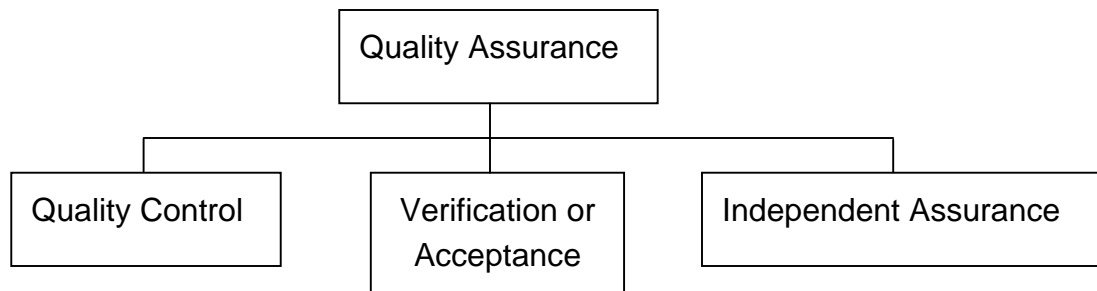 Quality Assurance
Quality Control
Verification or
Acceptance
Independent Assurance